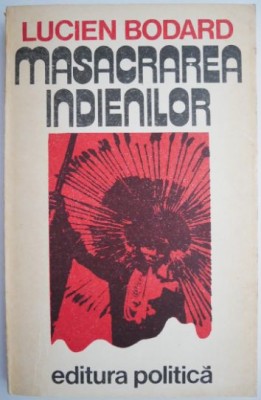 LUCIEN BODARD
MASACRAREA
INDIENILOR
editura politică